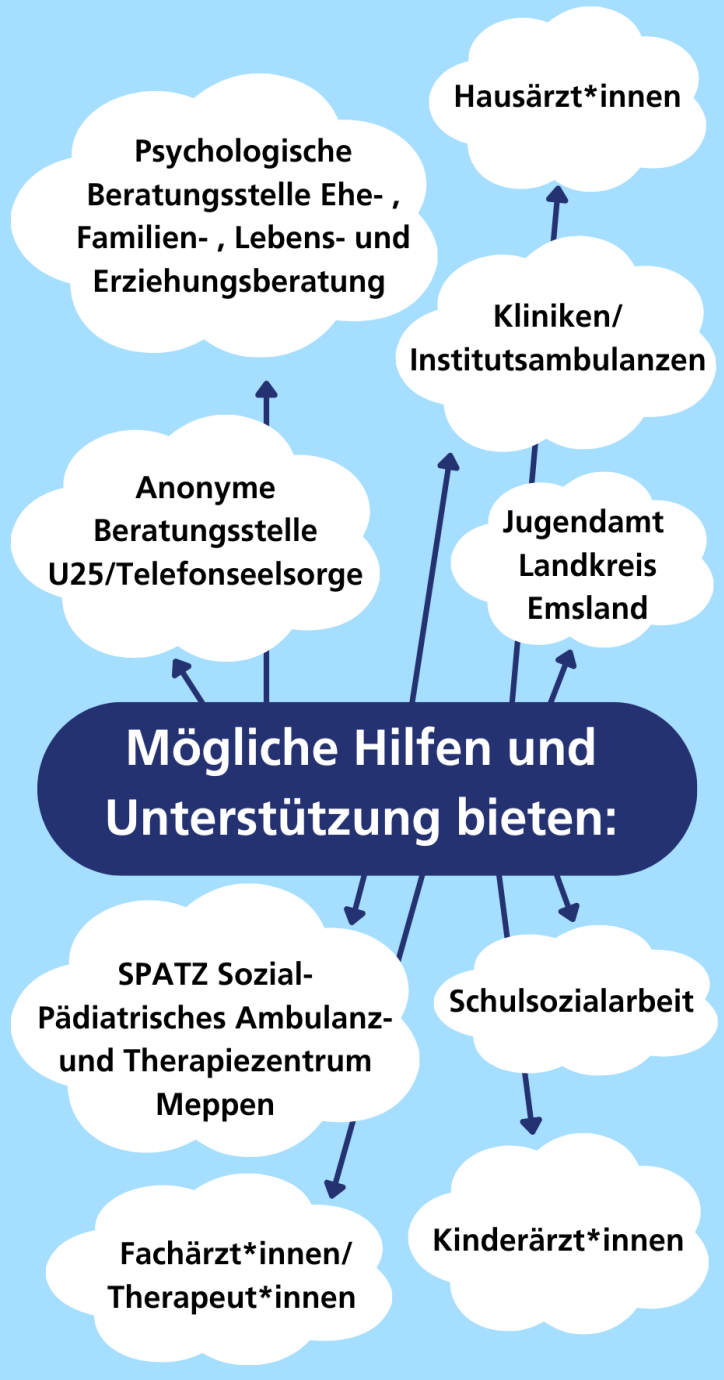 Hausärzt*innen
Psychologische
Beratungsstelle Ehe- ,
Familien- , Lebens- und
Erziehungsberatung
Kliniken/
Institutsambulanzen
Anonyme
Beratungsstelle
U25/Telefonseelsorge
Jugendamt
Landkreis
Emsland
Mögliche Hilfen und
Unterstützung bieten:
SPATZ Sozial-
Pädiatrisches Ambulanz-
und Therapiezentrum
Meppen
Schulsozialarbeit
Fachärzt*innen/
Therapeut*innen
Kinderärzt*innen